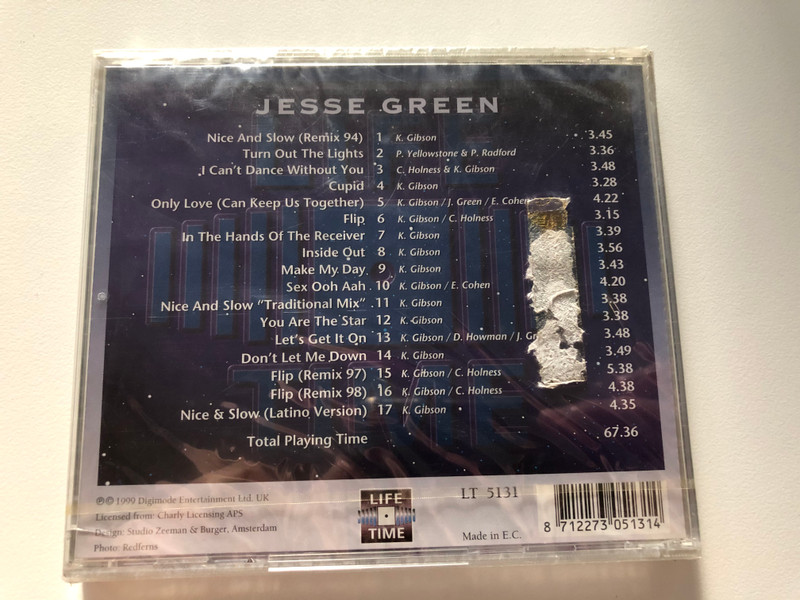 JESSE GREEN
Nice And Slow (Remix 94) 1 K. Gibson 3.45
Turn Out The Lights 2 P. Yellowstone & P. Radford 3.36
I Can't Dance Without You 3 C. Holness & K. Gibson 3.48
Cupid 4 K. Gibson 3.28
Only Love (Can Keep Us Together) 5 K. Gibson / J. Green / E. Cohen 4.22
Flip 6 K. Gibson / C. Holness 3.15
In The Hands Of The Receiver 7 K. Gibson 3.39
Inside Out 8 K. Gibson 3.56
Make My Day 9 K. Gibson 3.43
Sex Ooh Aah 10 K. Gibson / E. Cohen 4.20
Nice And Slow "Traditional Mix" 11 K. Gibson 3.38
You Are The Star 12 K. Gibson 3.38
Let's Get It On 13 K. Gibson / D. Howman / J. 3.48
Don't Let Me Down 14 K. Gibson 3.49
Flip (Remix 97) 15 K. Gibson / C. Holness 5.38
Flip (Remix 98) 16 K. Gibson / C. Holness 4.38
Nice & Slow (Latino Version) 17 K. Gibson 4.35
Total Playing Time 67.36
℗© 1999 Digimode Entertainment Ltd. UK
Licensed from: Charly Licensing APS
Design: Studio Zeeman & Burger, Amsterdam
Photo: Redferns
LIFE
TIME
LT 5131
Made in E.C.
8 712273 051314